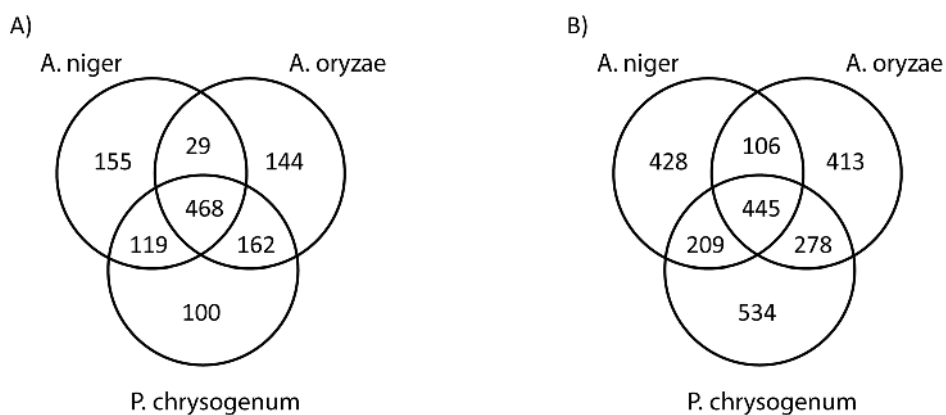 A)
A. niger
A. oryzae
155
29
144
468
119
162
100
P. chrysogenum
B)
A. niger
A. oryzae
428
106
413
445
209
278
534
P. chrysogenum